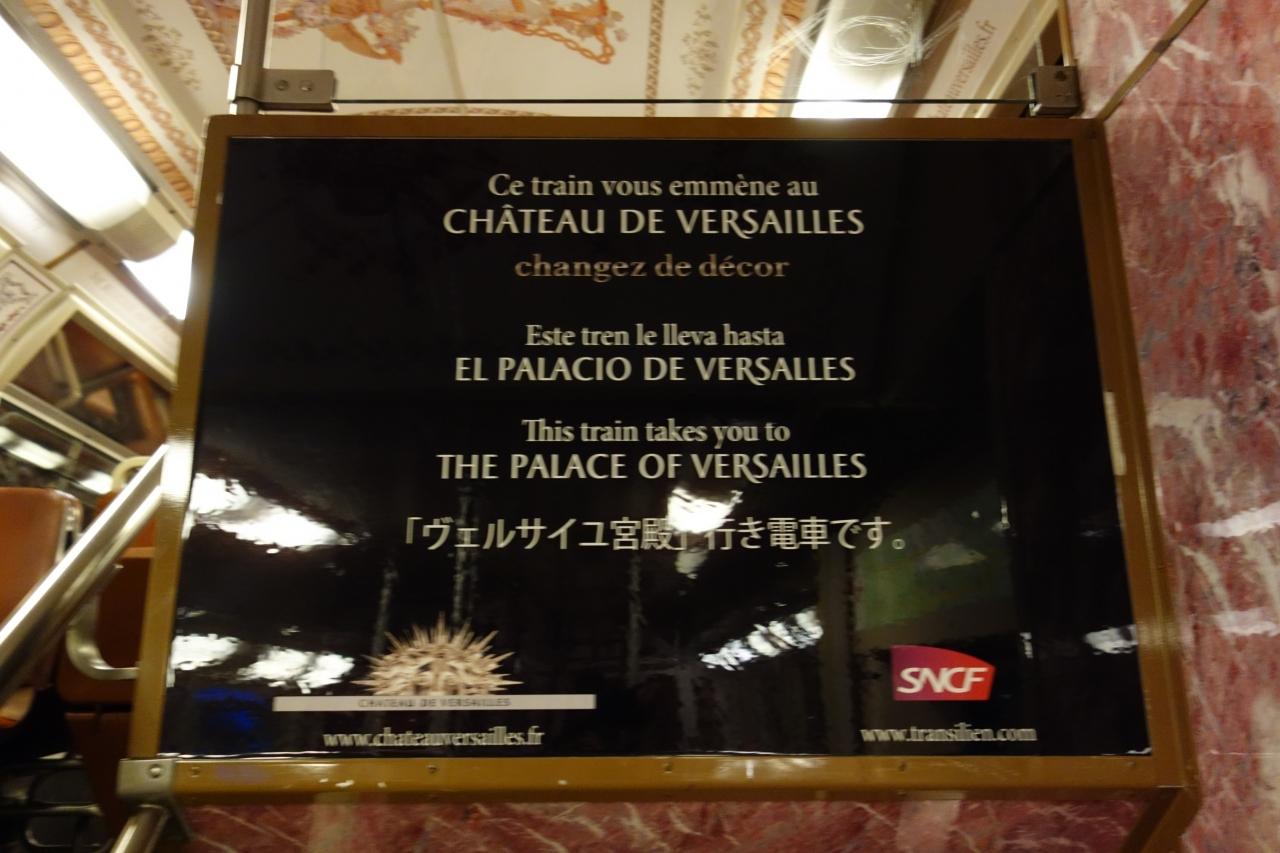 Ce train vous emmène au
CHÂTEAU DE VERSAILLES
changez de décor
Este tren le lleva hasta
EL PALACIO DE VERSALLES
This train takes you to
THE PALACE OF VERSAILLES
「ヴェルサイユ宮殿」行き電車です。
CHATEAU DE VERSAILLES
www.chateauversailles.fr
SNCF
www.transilien.com